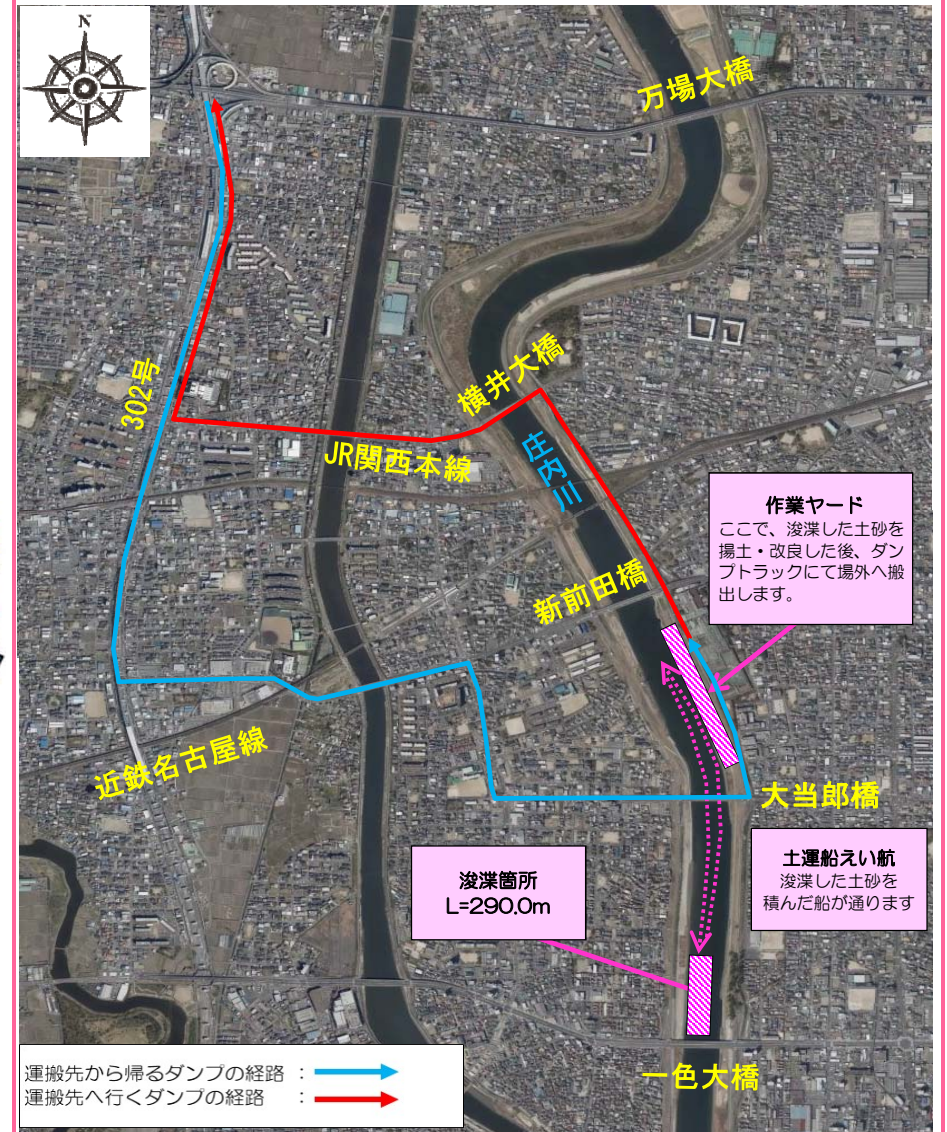 N
万場大橋
横井大橋
302号
JR関西本線
庄内川
作業ヤード
ここで、浚渫した土砂を
揚土・改良した後、ダン
プトラックにて場外へ搬
出します。
新前田橋
近鉄名古屋線
大当郎橋
土運船えい航
浚渫した土砂を
積んだ船が通ります
浚渫箇所
L=290.0m
一色大橋
運搬先から帰るダンプの経路 :
運搬先へ行くダンプの経路 :